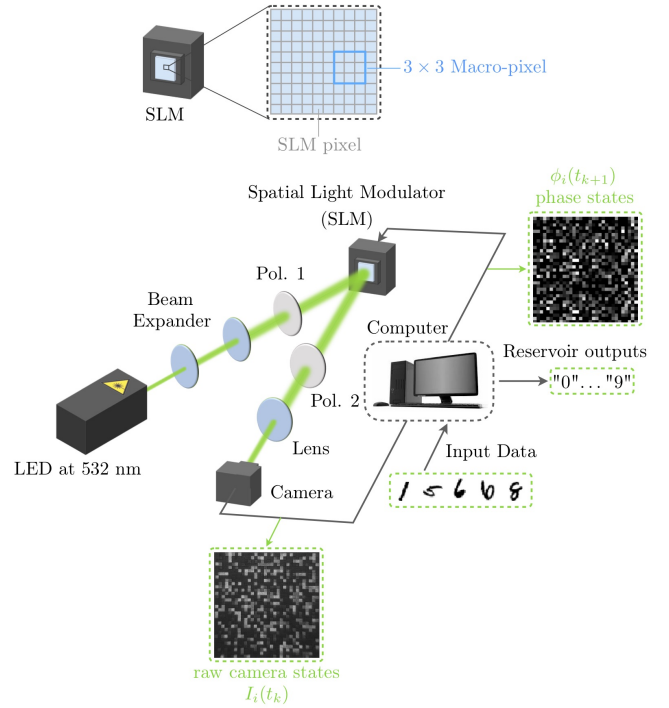 3 × 3 Macro-pixel
SLM
SLM pixel
ϕᵢ(tₖ₊₁)
phase states
Spatial Light Modulator
(SLM)
Pol. 1
Beam
Expander
Computer
Reservoir outputs
"0"... "9"
Pol. 2
Input Data
Lens
LED at 532 nm
Camera
1 5 6 6 8
raw camera states
Iᵢ(tₖ)